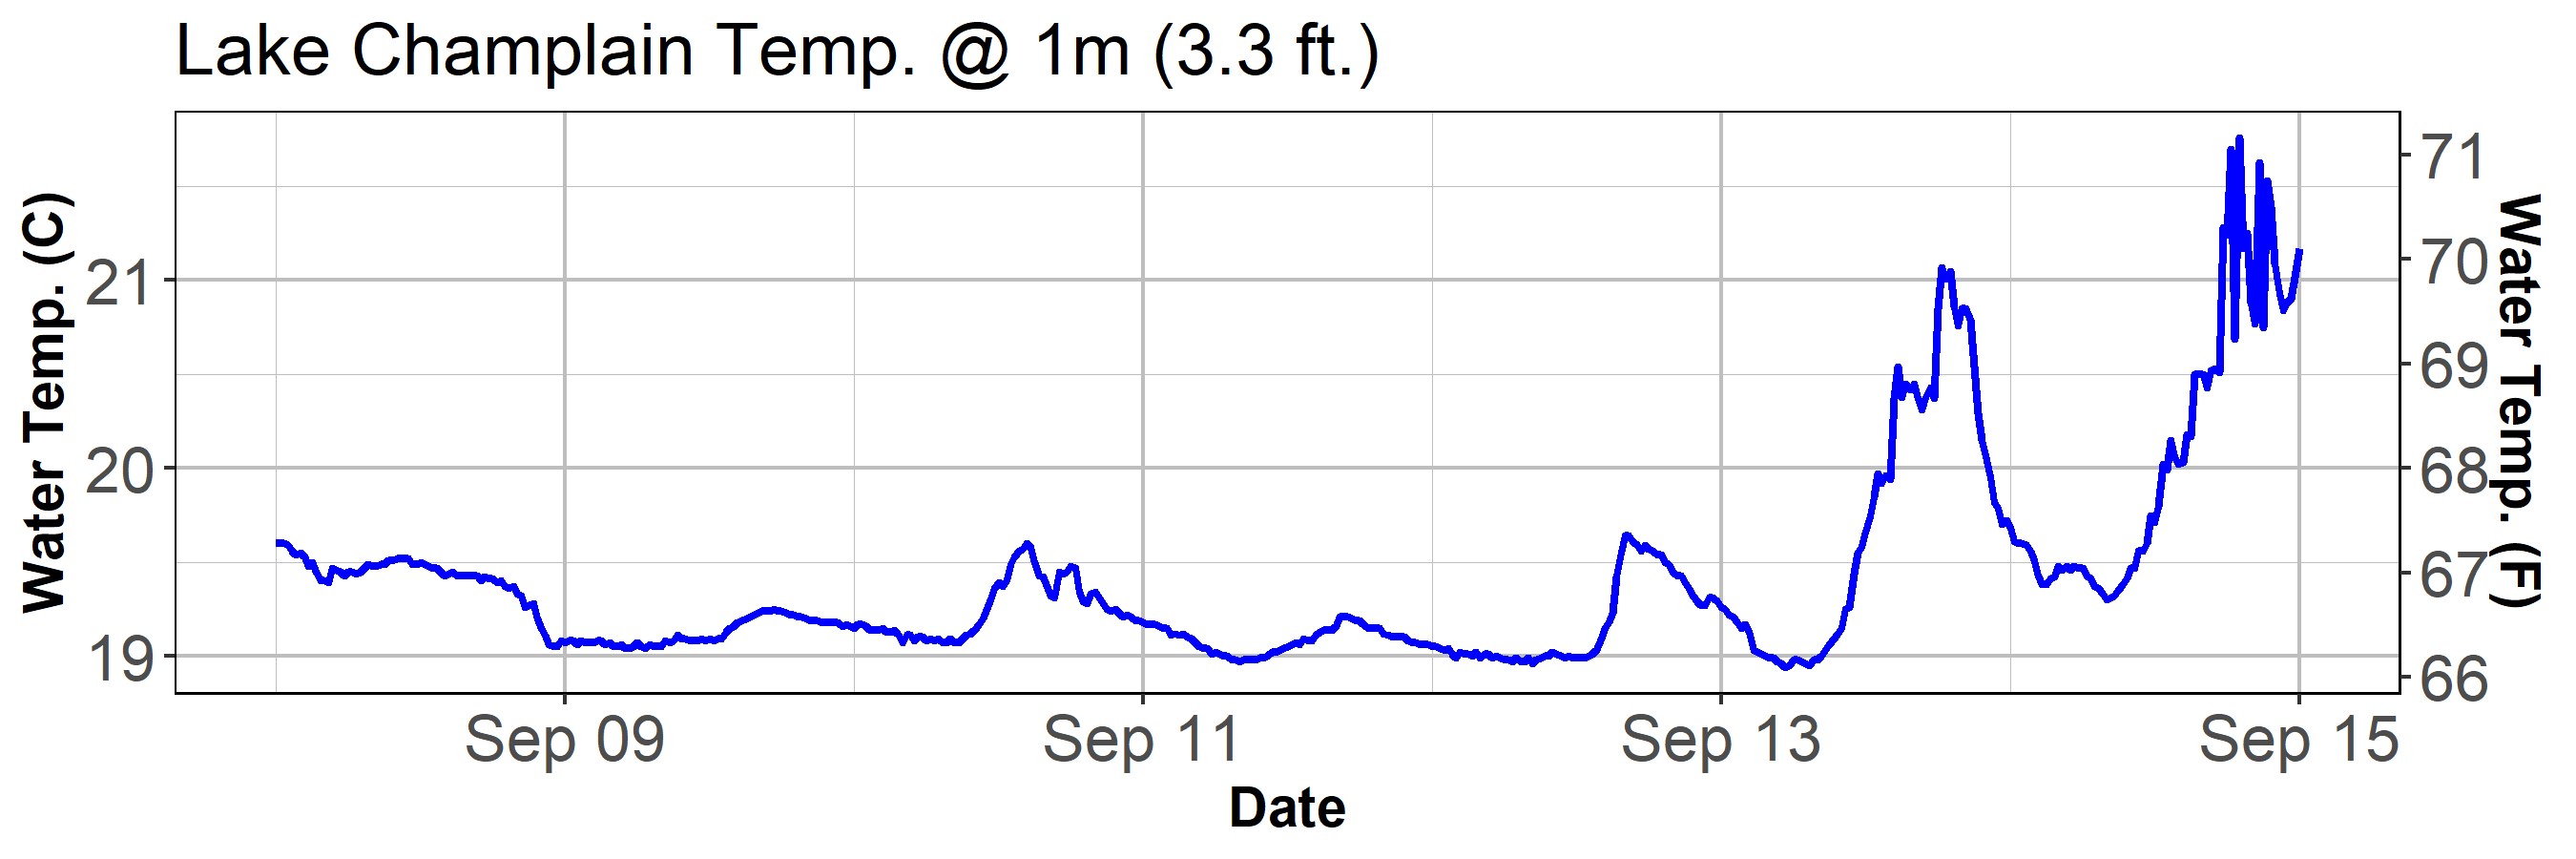 Lake Champlain Temp. @ 1m (3.3 ft.)
Water Temp. (C)
21
20
19
71
70
69
68
67
66
Water Temp. (F)
Sep 09
Sep 11
Sep 13
Sep 15
Date